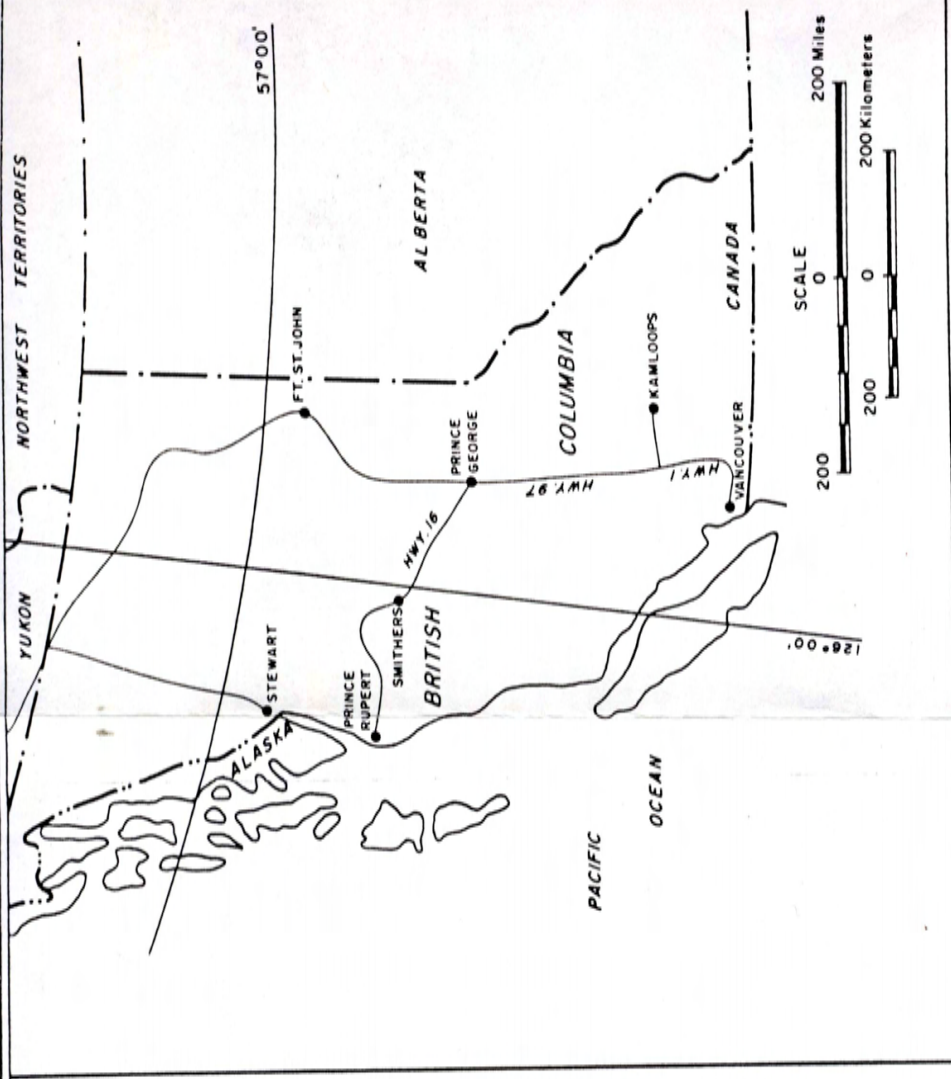 NORTHWEST TERRITORIES
YUKON
57°00'
ALBERTA
FT. ST. JOHN
STEWART
ALASKA
PRINCE
RUPERT
SMITHERS
HWY. 16
PRINCE
GEORGE
BRITISH
COLUMBIA
HWY. 97
KAMLOOPS
HWY. 1
VANCOUVER
CANADA
126°00'
PACIFIC
OCEAN
SCALE
200 0 200 Miles
200 0 200 Kilometers